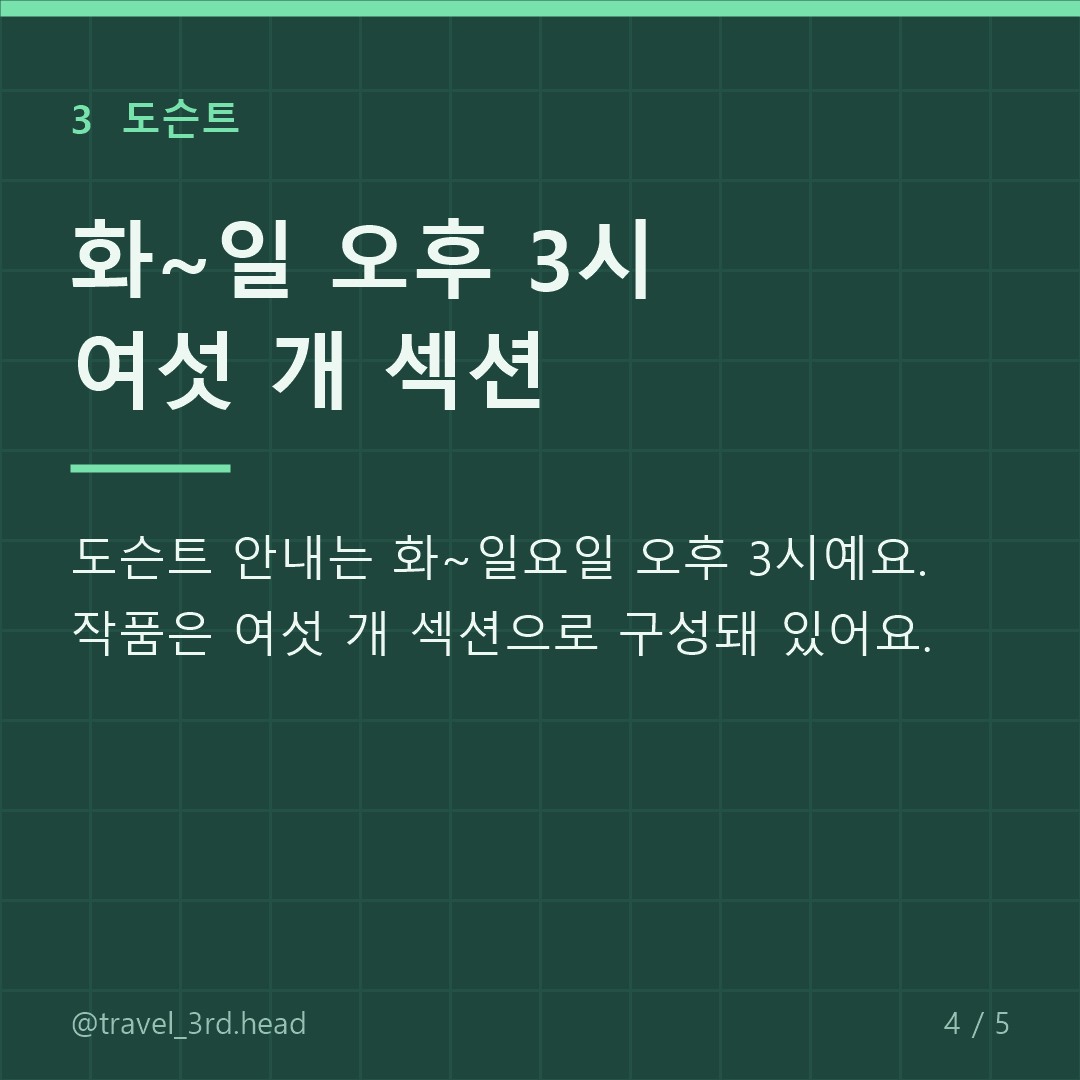 3 도슨트
화~일 오후 3시
여섯 개 섹션
도슨트 안내는 화~일요일 오후 3시예요.
작품은 여섯 개 섹션으로 구성돼 있어요.
@travel_3rd.head
4 / 5